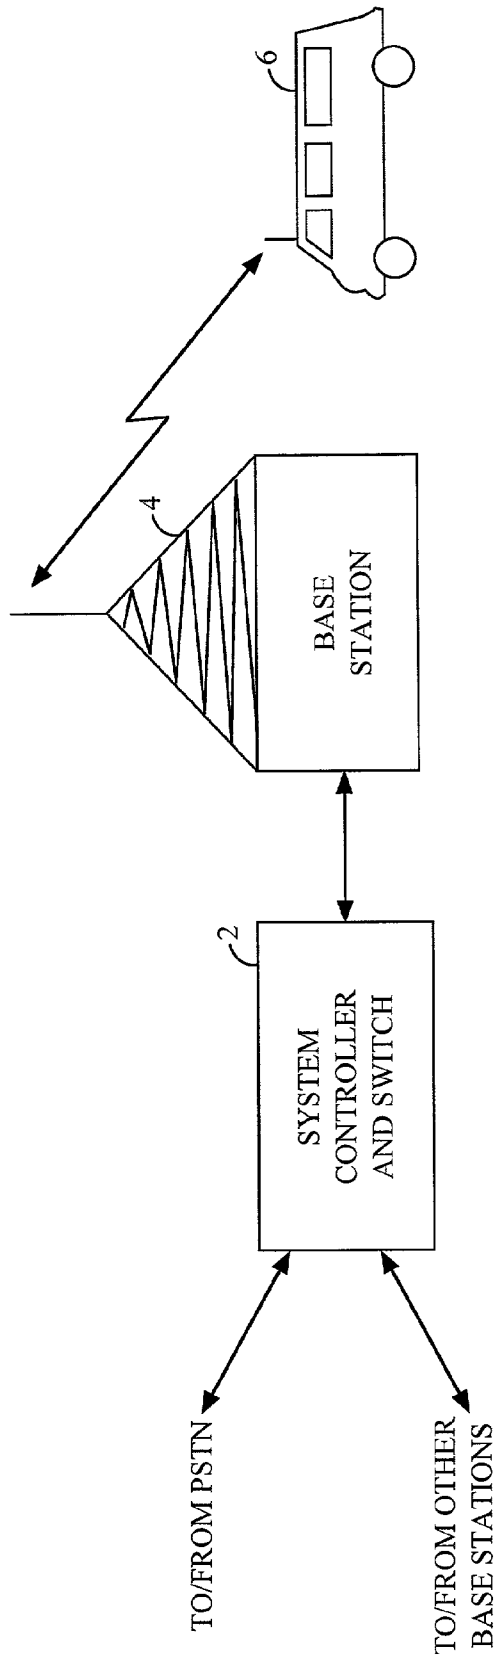 TO/FROM PSTN
TO/FROM OTHER
BASE STATIONS
2
SYSTEM
CONTROLLER
AND SWITCH
4
BASE
STATION
6